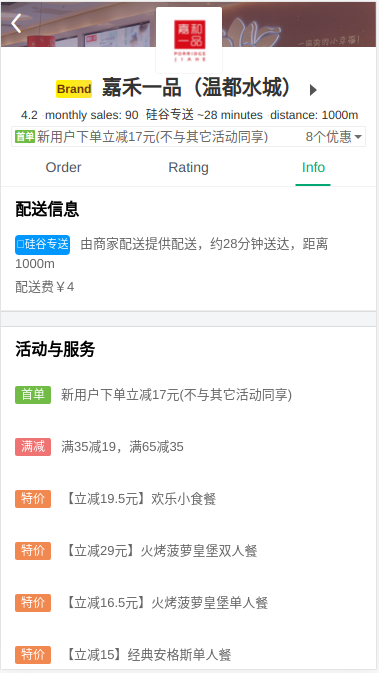 嘉和
一品
Brand 嘉禾一品（温都水城）
4.2 monthly sales: 90 硅谷专送 ~28 minutes distance: 1000m
首单 新用户下单立减17元(不与其它活动同享) 8个优惠
Order Rating Info
配送信息
硅谷专送 由商家配送提供配送，约28分钟送达，距离
1000m
配送费￥4
活动与服务
首单 新用户下单立减17元(不与其它活动同享)
满减 满35减19，满65减35
特价 【立减19.5元】欢乐小食餐
特价 【立减29元】火烤菠萝皇堡双人餐
特价 【立减16.5元】火烤菠萝皇堡单人餐
特价 【立减15】经典安格斯单人餐